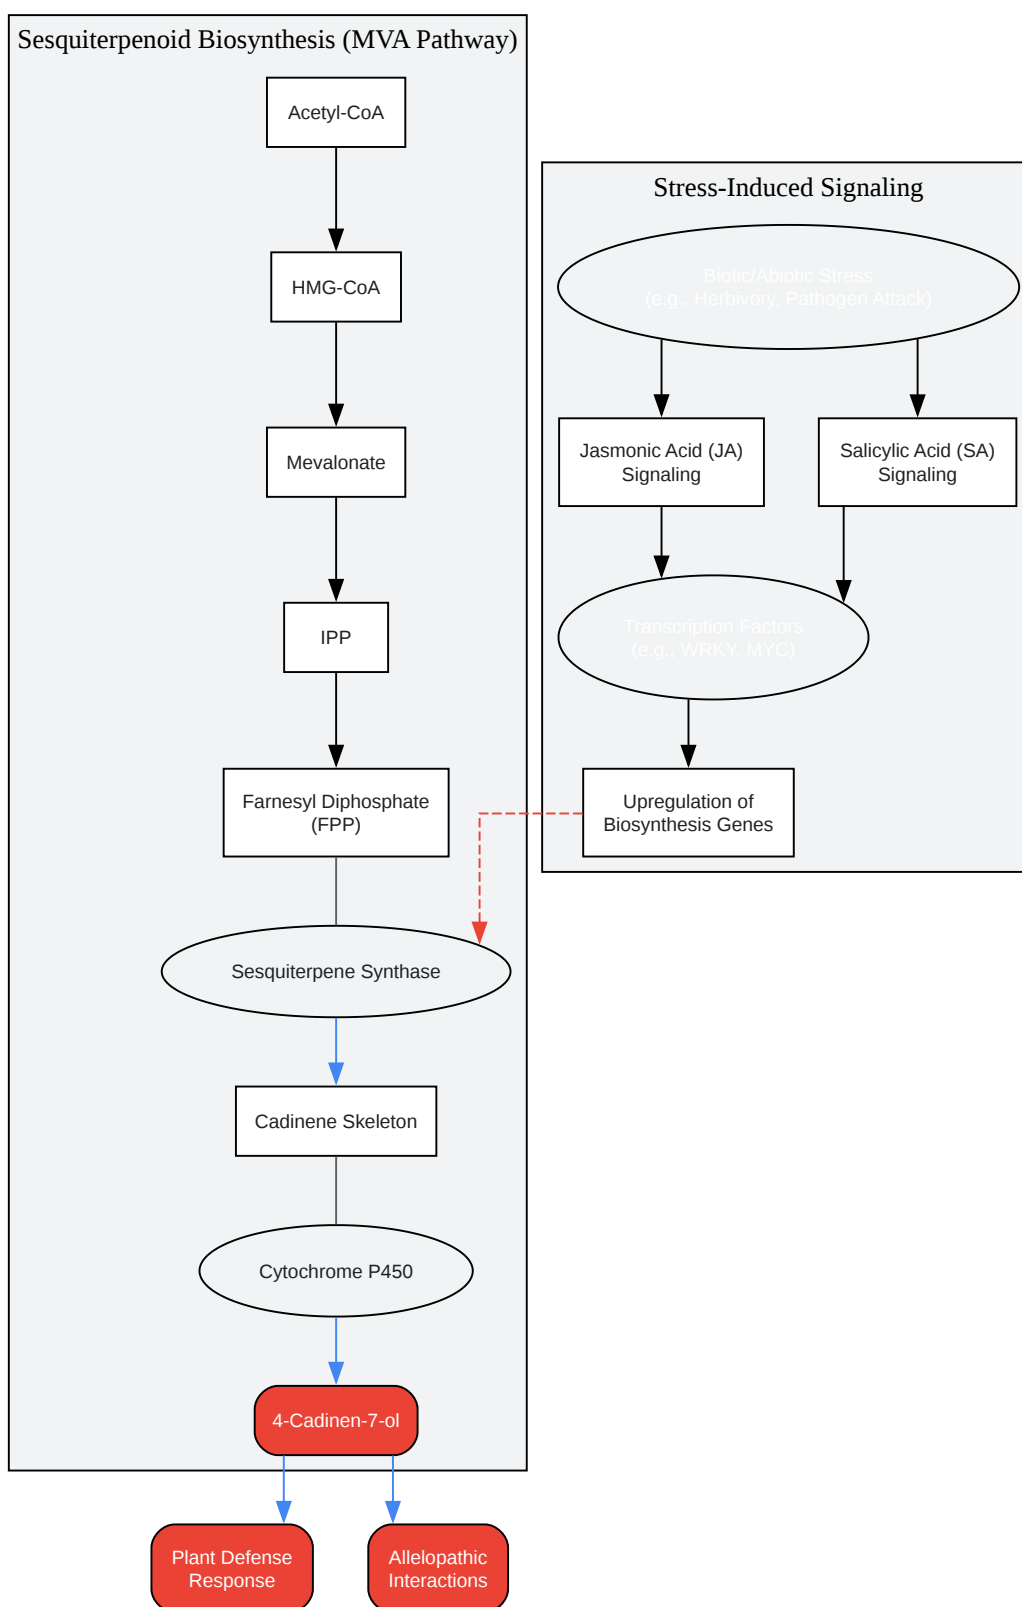 Sesquiterpenoid Biosynthesis (MVA Pathway)
Acetyl-CoA
HMG-CoA
Mevalonate
IPP
Farnesyl Diphosphate
(FPP)
Sesquiterpene Synthase
Cadinene Skeleton
Cytochrome P450
4-Cadinen-7-ol
Plant Defense
Response
Allelopathic
Interactions
Stress-Induced Signaling
Biotic/Abiotic Stress
(e.g., Herbivory, Pathogen Attack)
Jasmonic Acid (JA)
Signaling
Salicylic Acid (SA)
Signaling
Transcription Factors
(e.g., WRKY, MYC)
Upregulation of
Biosynthesis Genes